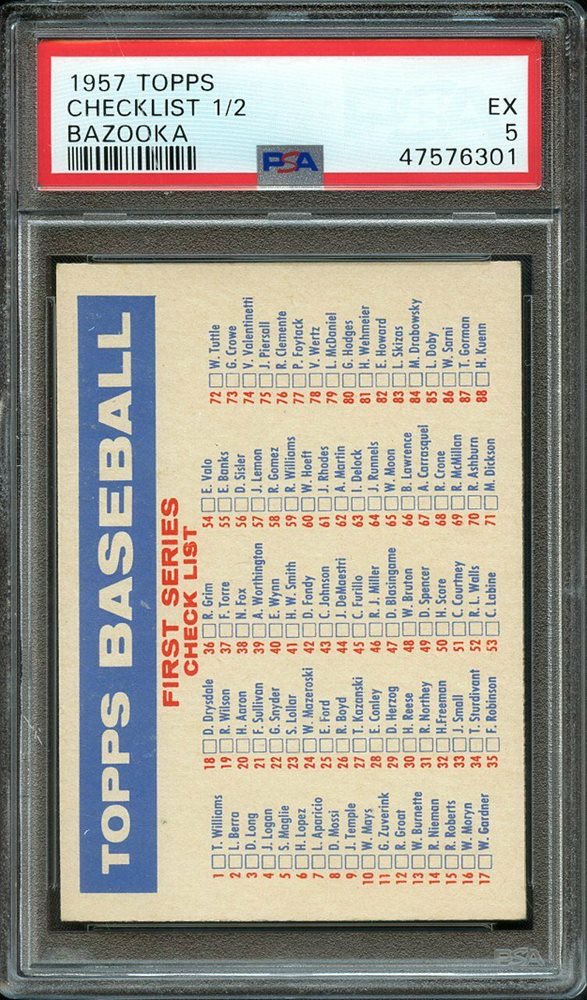 1957 TOPPS
CHECKLIST 1/2 EX
BAZOOKA 5
PSA 47576301
TOPPS BASEBALL
FIRST SERIES
CHECK LIST
1 T. Williams
2 L. Berra
3 D. Long
4 J. Logan
5 S. Maglie
6 H. Lopez
7 L. Aparicio
8 D. Mossi
9 J. Temple
10 W. Mays
11 G. Zuverink
12 R. Groat
13 W. Burnette
14 R. Nieman
15 R. Roberts
16 W. Moryn
17 W. Gardner
18 D. Drysdale
19 R. Wilson
20 H. Aaron
21 F. Sullivan
22 G. Snyder
23 S. Lollar
24 W. Mazeroski
25 E. Ford
26 R. Boyd
27 T. Kazanski
28 E. Conley
29 D. Herzog
30 H. Reese
31 R. Northey
32 H.Freeman
33 J. Small
34 T. Sturdivant
35 F. Robinson
36 R. Grim
37 F. Torre
38 N. Fox
39 A. Worthington
40 E. Wynn
41 H. W. Smith
42 D. Fondy
43 C. Johnson
44 J. DeMaestri
45 C. Furillo
46 R. J. Miller
47 D. Blasingame
48 W. Bruton
49 D. Spencer
50 H. Score
51 C. Courtney
52 R. L. Walls
53 C. Labine
54 E. Valo
55 E. Banks
56 D. Sisler
57 J. Lemon
58 R. Gomez
59 R. Williams
60 W. Hoeft
61 J. Rhodes
62 A. Martin
63 I. Delock
64 J. Runnels
65 W. Moon
66 B. Lawrence
67 A. Carrasquel
68 R. Crone
69 R. McMillan
70 R. Ashburn
71 M. Dickson
72 W. Tuttle
73 G. Crowe
74 V. Valentinetti
75 J. Piersall
76 R. Clemente
77 P. Foytack
78 V. Wertz
79 L. McDaniel
80 G. Hodges
81 H. Wehmeier
82 E. Howard
83 L. Skizas
84 M. Drabowsky
85 L. Doby
86 W. Sarni
87 T. Gorman
88 H. Kuenn
PSA